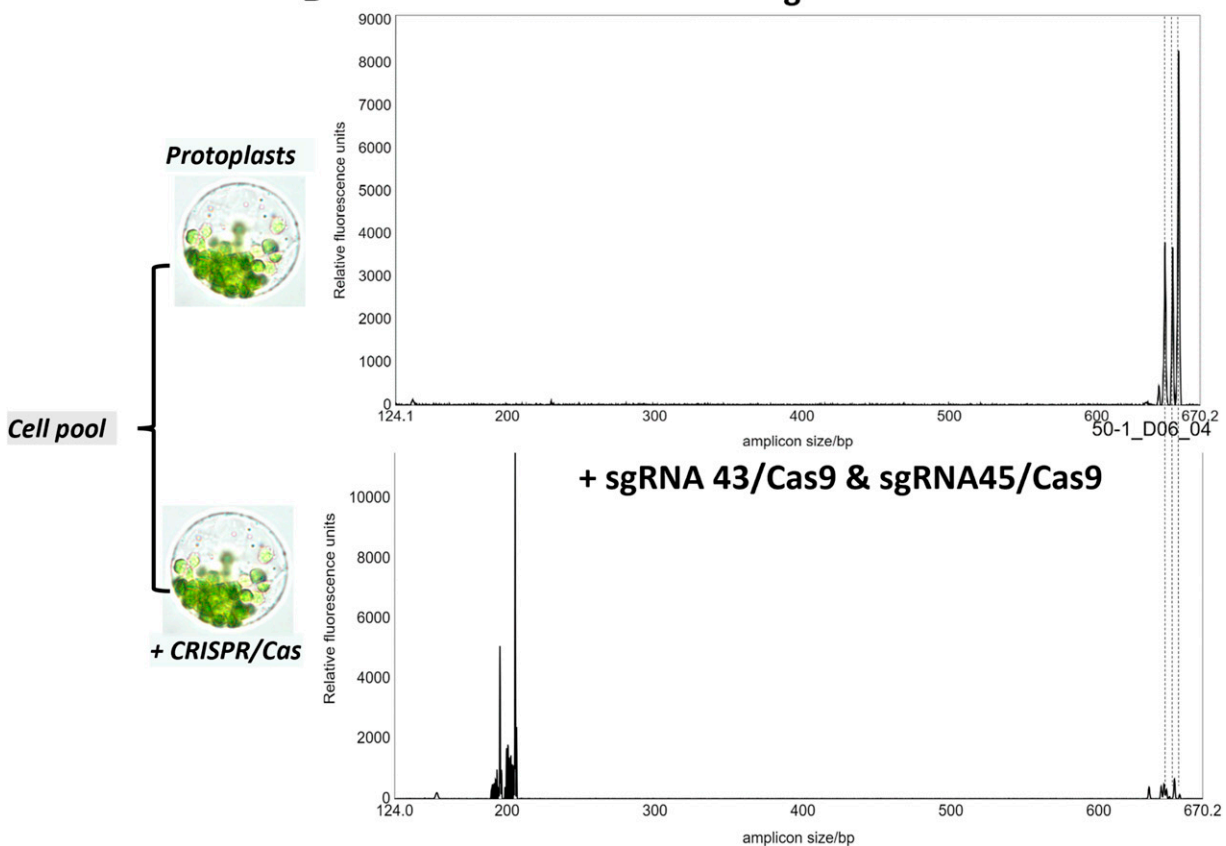 Protoplasts
Cell pool
+ CRISPR/Cas
Relative fluorescence units
9000
8000
7000
6000
5000
4000
3000
2000
1000
0
124.1 200 300 400 500 600 670.2
amplicon size/bp
50-1_D06_04
+ sgRNA 43/Cas9 & sgRNA45/Cas9
Relative fluorescence units
10000
8000
6000
4000
2000
0
124.0 200 300 400 500 600 670.2
amplicon size/bp